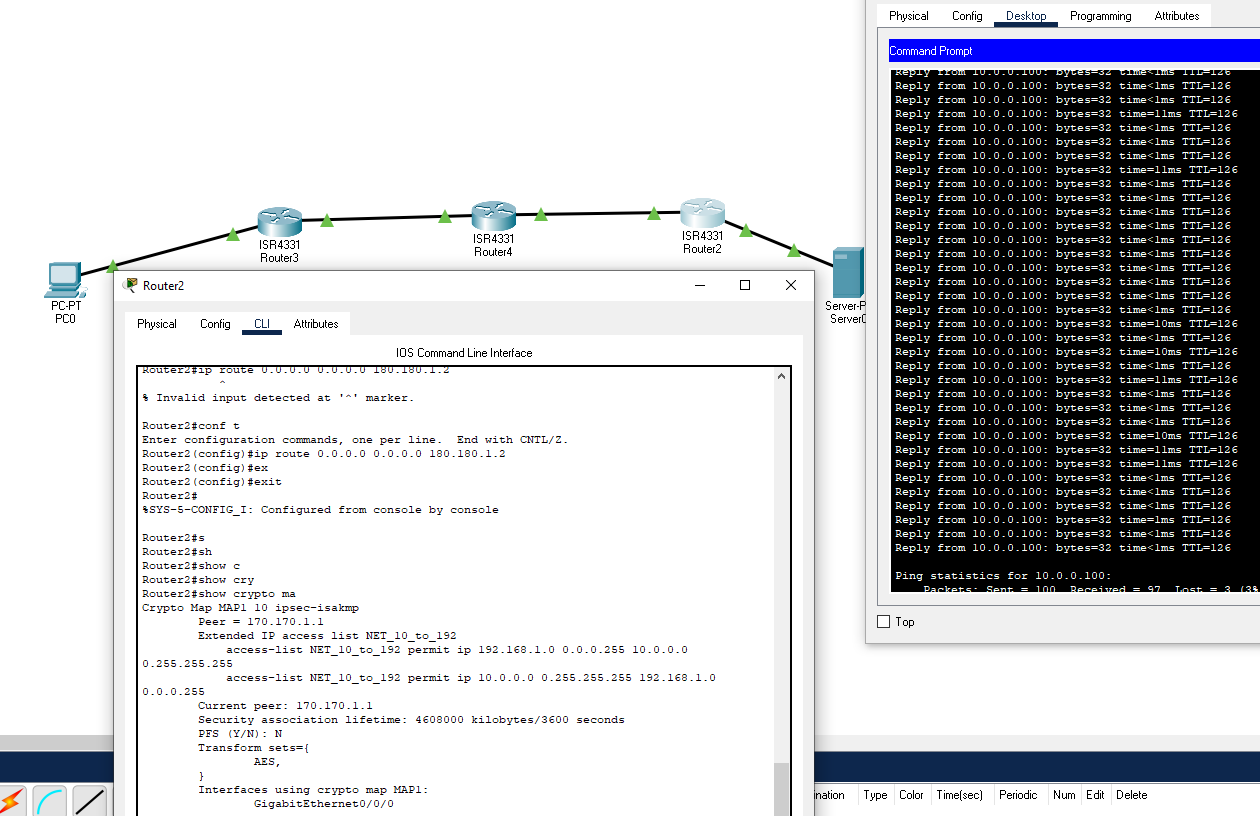 Physical Config Desktop Programming Attributes
Command Prompt
Reply from 10.0.0.100: bytes=32 time<1ms TTL=126
Reply from 10.0.0.100: bytes=32 time<1ms TTL=126
Reply from 10.0.0.100: bytes=32 time<1ms TTL=126
Reply from 10.0.0.100: bytes=32 time=11ms TTL=126
Reply from 10.0.0.100: bytes=32 time<1ms TTL=126
Reply from 10.0.0.100: bytes=32 time<1ms TTL=126
Reply from 10.0.0.100: bytes=32 time<1ms TTL=126
Reply from 10.0.0.100: bytes=32 time=11ms TTL=126
Reply from 10.0.0.100: bytes=32 time<1ms TTL=126
Reply from 10.0.0.100: bytes=32 time<1ms TTL=126
Reply from 10.0.0.100: bytes=32 time<1ms TTL=126
Reply from 10.0.0.100: bytes=32 time<1ms TTL=126
Reply from 10.0.0.100: bytes=32 time<1ms TTL=126
Reply from 10.0.0.100: bytes=32 time<1ms TTL=126
Reply from 10.0.0.100: bytes=32 time<1ms TTL=126
Reply from 10.0.0.100: bytes=32 time<1ms TTL=126
Reply from 10.0.0.100: bytes=32 time<1ms TTL=126
Reply from 10.0.0.100: bytes=32 time<1ms TTL=126
Reply from 10.0.0.100: bytes=32 time=10ms TTL=126
Reply from 10.0.0.100: bytes=32 time<1ms TTL=126
Reply from 10.0.0.100: bytes=32 time=10ms TTL=126
Reply from 10.0.0.100: bytes=32 time<1ms TTL=126
Reply from 10.0.0.100: bytes=32 time=11ms TTL=126
Reply from 10.0.0.100: bytes=32 time<1ms TTL=126
Reply from 10.0.0.100: bytes=32 time<1ms TTL=126
Reply from 10.0.0.100: bytes=32 time<1ms TTL=126
Reply from 10.0.0.100: bytes=32 time=10ms TTL=126
Reply from 10.0.0.100: bytes=32 time=11ms TTL=126
Reply from 10.0.0.100: bytes=32 time=11ms TTL=126
Reply from 10.0.0.100: bytes=32 time<1ms TTL=126
Reply from 10.0.0.100: bytes=32 time<1ms TTL=126
Reply from 10.0.0.100: bytes=32 time<1ms TTL=126
Reply from 10.0.0.100: bytes=32 time=10ms TTL=126
Reply from 10.0.0.100: bytes=32 time<1ms TTL=126
Reply from 10.0.0.100: bytes=32 time<1ms TTL=126
Ping statistics for 10.0.0.100:
Packets: Sent = 100, Received = 97, Lost = 3 (3%
Top
ISR4331
Router3
ISR4331
Router4
ISR4331
Router2
PC-PT
PC0
Server-P
Server
Router2
Physical Config CLI Attributes
IOS Command Line Interface
Router2#ip route 0.0.0.0 0.0.0.0 180.180.1.2
^
% Invalid input detected at '^' marker.
Router2#conf t
Enter configuration commands, one per line. End with CNTL/Z.
Router2(config)#ip route 0.0.0.0 0.0.0.0 180.180.1.2
Router2(config)#ex
Router2(config)#exit
Router2#
%SYS-5-CONFIG_I: Configured from console by console
Router2#s
Router2#sh
Router2#show c
Router2#show cry
Router2#show crypto ma
Crypto Map MAP1 10 ipsec-isakmp
Peer = 170.170.1.1
Extended IP access list NET_10_to_192
access-list NET_10_to_192 permit ip 192.168.1.0 0.0.0.255 10.0.0.0
0.255.255.255
access-list NET_10_to_192 permit ip 10.0.0.0 0.255.255.255 192.168.1.0
0.0.0.255
Current peer: 170.170.1.1
Security association lifetime: 4608000 kilobytes/3600 seconds
PFS (Y/N): N
Transform sets={
AES,
}
Interfaces using crypto map MAP1:
GigabitEthernet0/0/0
ination Type Color Time(sec) Periodic Num Edit Delete